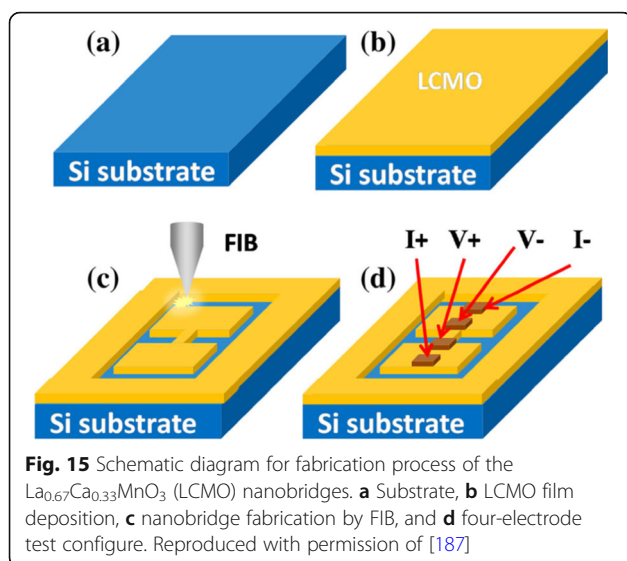 (a)
(b)
LCMO
Si substrate
Si substrate
FIB
I+ V+ V- I-
(c)
(d)
Si substrate
Si substrate
Fig. 15 Schematic diagram for fabrication process of the
La0.67Ca0.33MnO3 (LCMO) nanobridges. a Substrate, b LCMO film
deposition, c nanobridge fabrication by FIB, and d four-electrode
test configure. Reproduced with permission of [187]